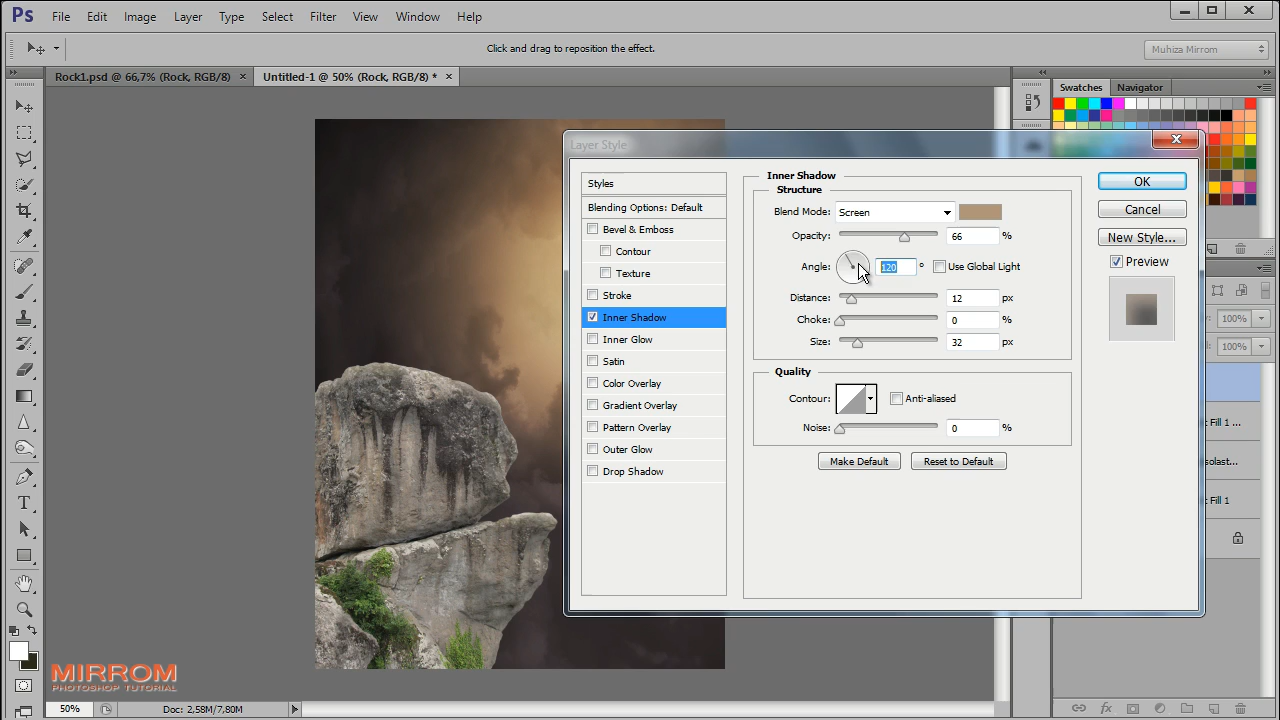 Ps File Edit Image Layer Type Select Filter View Window Help
Click and drag to reposition the effect.
Muhiza Mirrom
Rock1.psd @ 66,7% (Rock, RGB/8) ×
Untitled-1 @ 50% (Rock, RGB/8) * ×
Swatches
Navigator
Layer Style
Styles
Blending Options: Default
Bevel & Emboss
Contour
Texture
Stroke
Inner Shadow
Inner Glow
Satin
Color Overlay
Gradient Overlay
Pattern Overlay
Outer Glow
Drop Shadow
Inner Shadow
Structure
Blend Mode: Screen
Opacity: 66 %
Angle: 120 ° Use Global Light
Distance: 12 px
Choke: 0 %
Size: 32 px
Quality
Contour: Anti-aliased
Noise: 0 %
Make Default
Reset to Default
OK
Cancel
New Style...
Preview
100%
100%
Fill 1 ...
Fill 1
MIRROM
PHOTOSHOP TUTORIAL
50%
Doc: 2,58M/7,80M